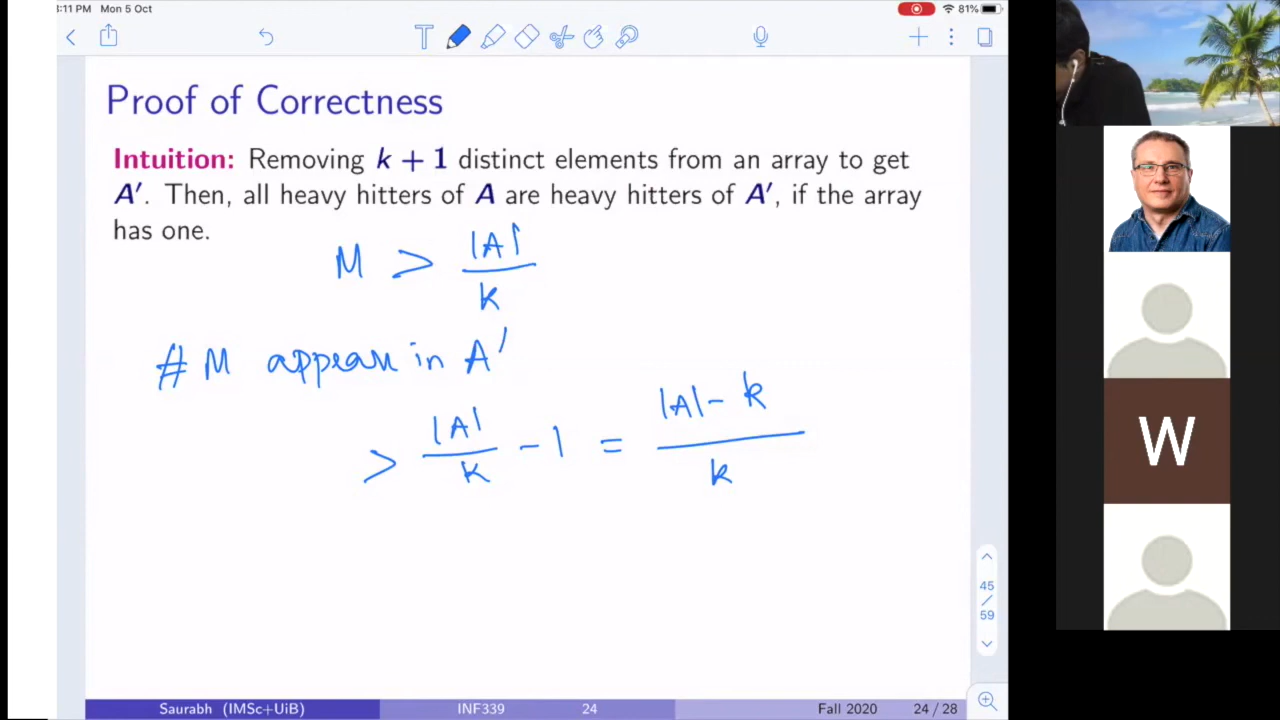 :11 PM Mon 5 Oct
81%
Proof of Correctness
Intuition: Removing k + 1 distinct elements from an array to get
A′. Then, all heavy hitters of A are heavy hitters of A′, if the array
has one.
M > |A| / k
# M appear in A′
> |A| / k - 1 = |A| - k / k
W
45
/
59
Saurabh (IMSc+UiB) INF339 24 Fall 2020 24 / 28